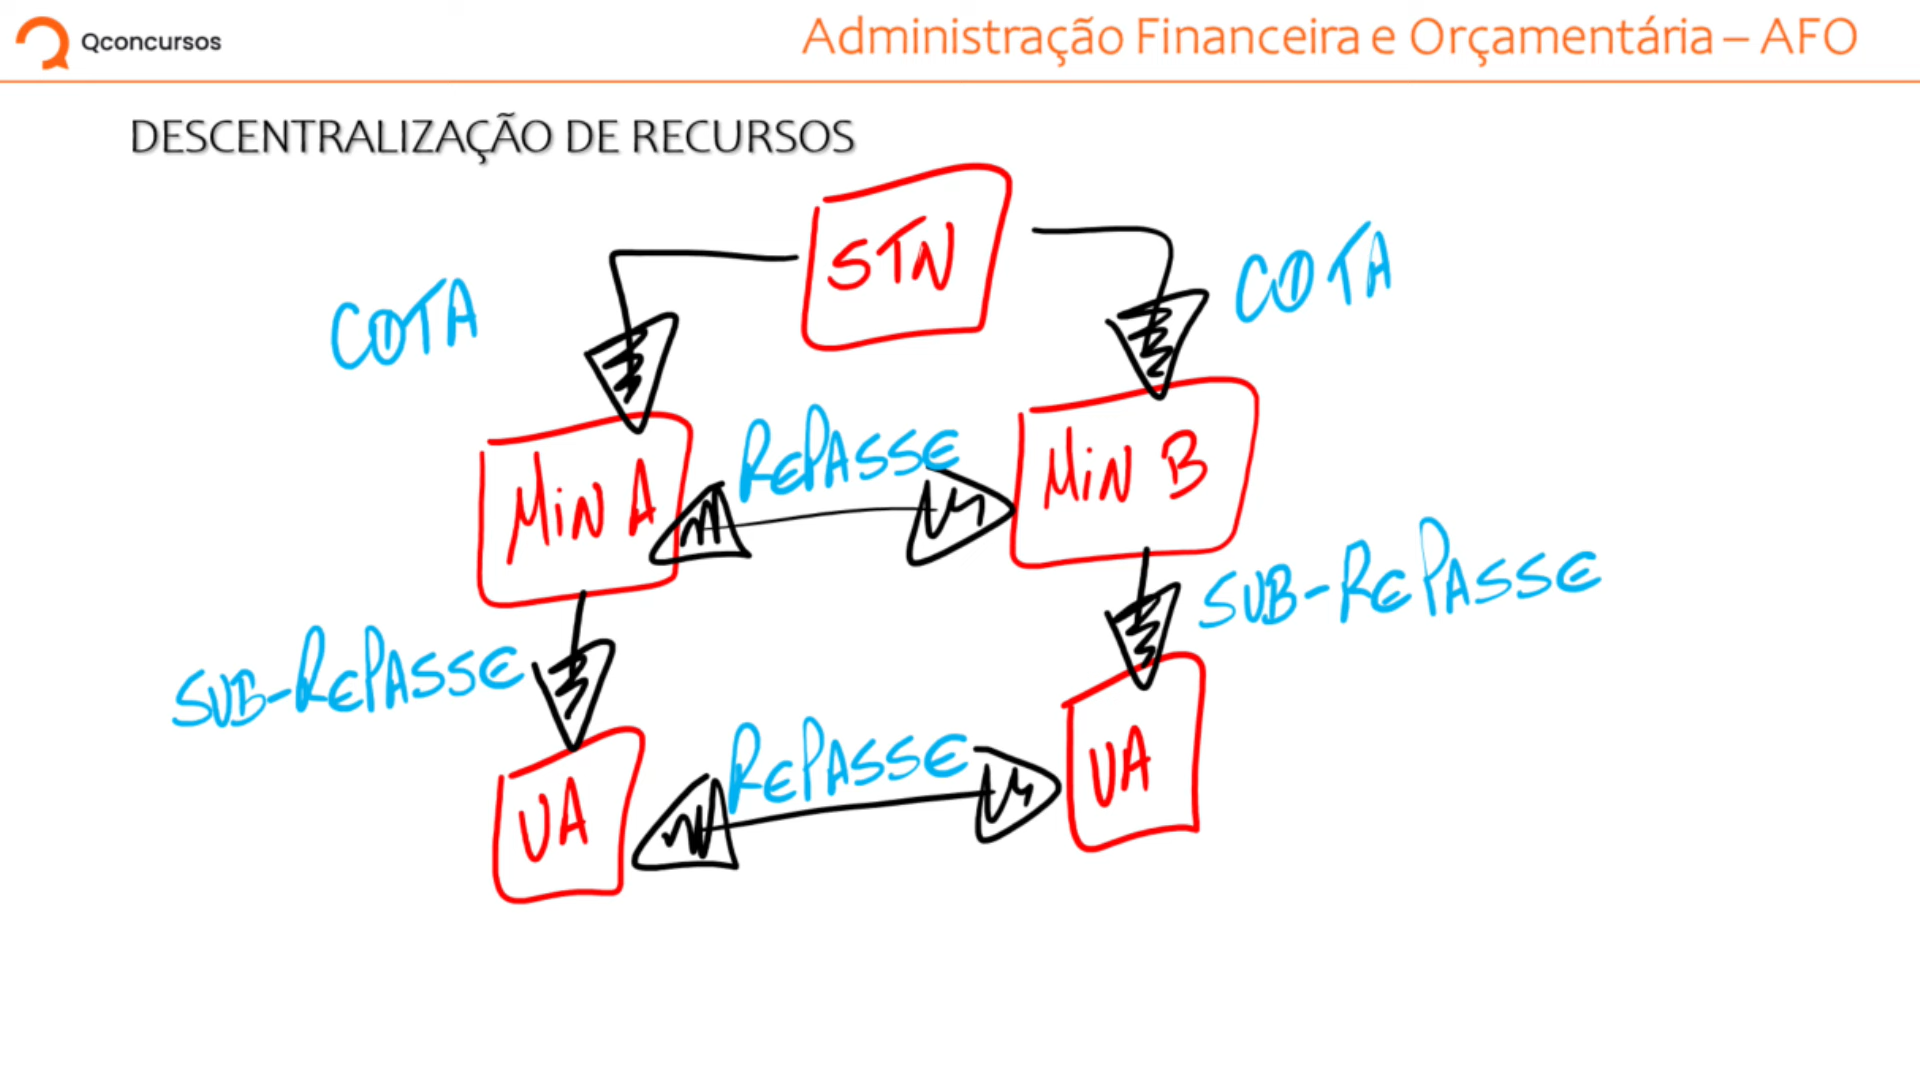 Qconcursos
Administração Financeira e Orçamentária – AFO
DESCENTRALIZAÇÃO DE RECURSOS
STN
COTA
COTA
REPASSE
MIN A
MIN B
SUB-REPASSE
SUB-REPASSE
REPASSE
UA
UA